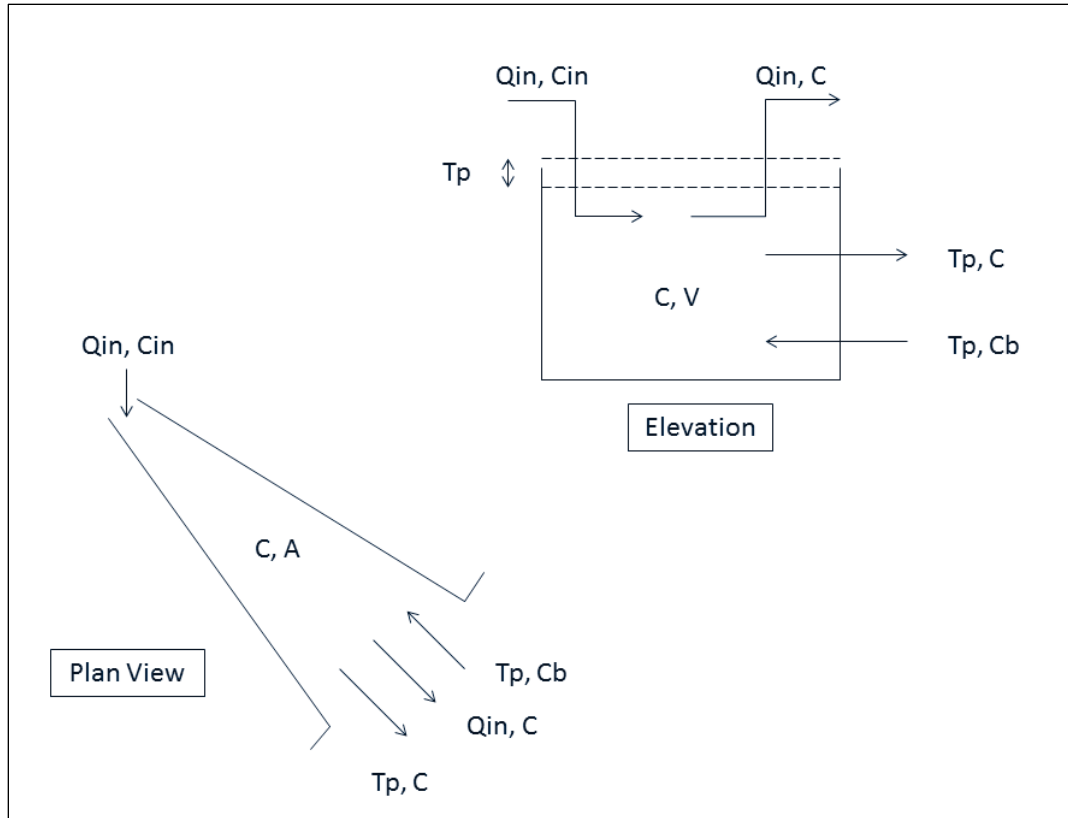 Qin, Cin
Qin, C
Tp
Tp, C
C, V
Tp, Cb
Elevation
Qin, Cin
C, A
Plan View
Tp, Cb
Qin, C
Tp, C